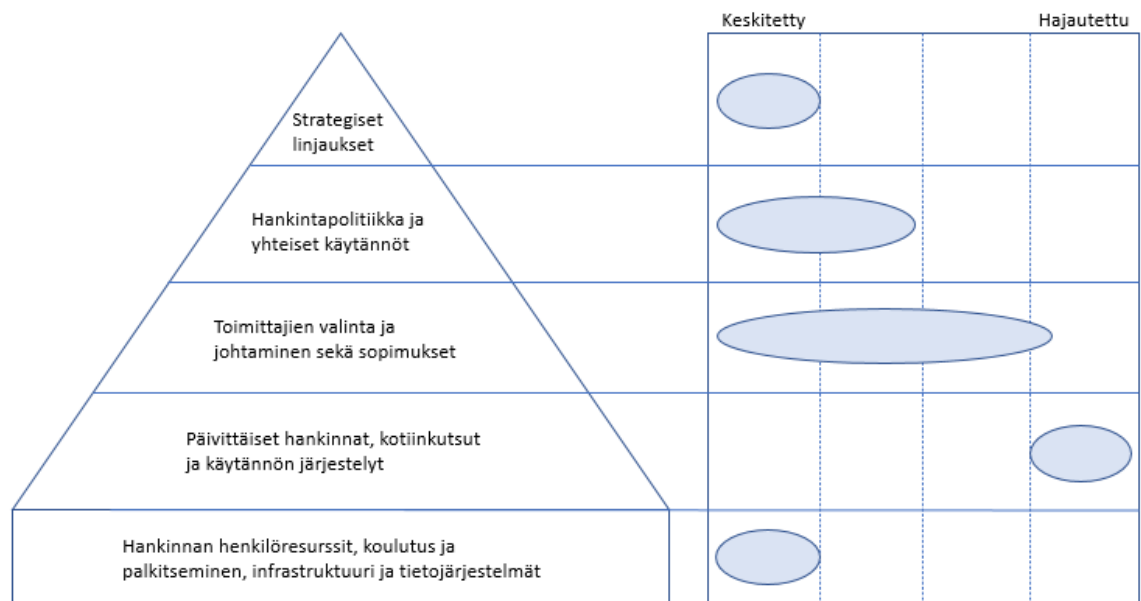 Keskitetty
Hajautettu
Strategiset
linjaukset
Hankintapolitiikka ja
yhteiset käytännöt
Toimittajien valinta ja
johtaminen sekä sopimukset
Päivittäiset hankinnat, kotiinkutsut
ja käytännön järjestelyt
Hankinnan henkilöresurssit, koulutus ja
palkitseminen, infrastruktuuri ja tietojärjestelmät